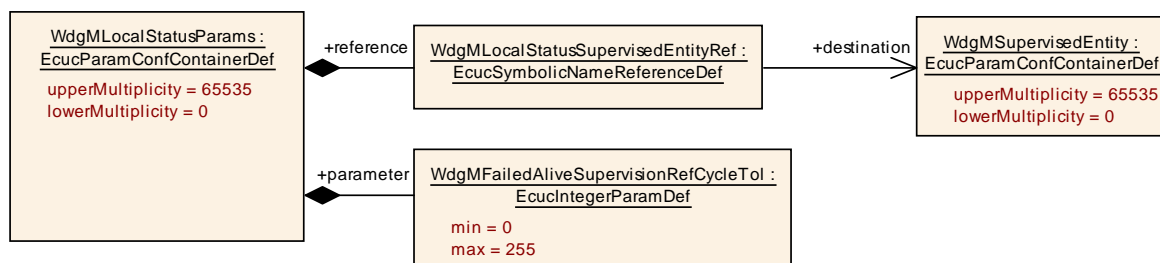 WdgMLocalStatusParams :
EcucParamConfContainerDef
upperMultiplicity = 65535
lowerMultiplicity = 0
+reference
WdgMLocalStatusSupervisedEntityRef :
EcucSymbolicNameReferenceDef
+destination
WdgMSupervisedEntity :
EcucParamConfContainerDef
upperMultiplicity = 65535
lowerMultiplicity = 0
+parameter
WdgMFailedAliveSupervisionRefCycleTol :
EcucIntegerParamDef
min = 0
max = 255